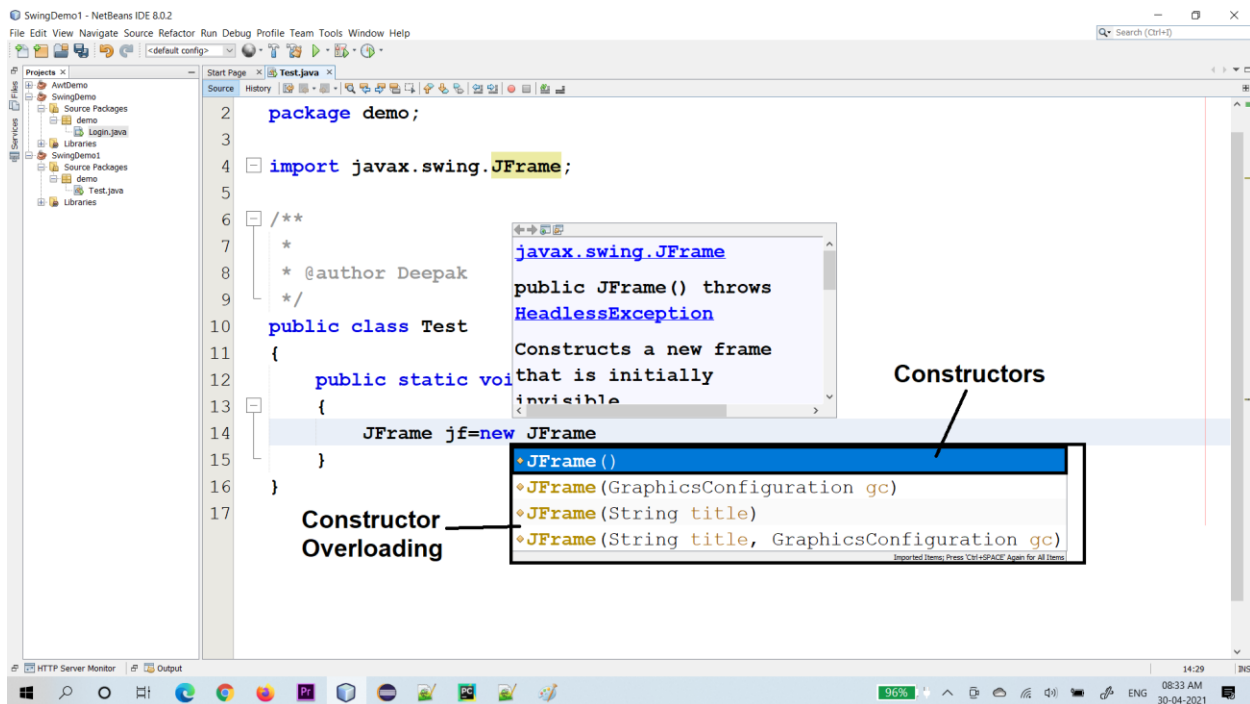 SwingDemo1 - NetBeans IDE 8.0.2
File Edit View Navigate Source Refactor Run Debug Profile Team Tools Window Help
Search (Ctrl+I)
<default config>
Projects
Start Page
Test.java
Files
Services
AwtDemo
SwingDemo
Source Packages
demo
Login.java
Libraries
SwingDemo1
Source Packages
demo
Test.java
Libraries
Source History
2 package demo;
3
4 import javax.swing.JFrame;
5
6 /**
7 *
8 * @author Deepak
9 */
10 public class Test
11 {
12 public static voi
13 {
14 JFrame jf=new JFrame
15 }
16 }
17
javax.swing.JFrame
public JFrame() throws
HeadlessException
Constructs a new frame
that is initially
invisible
Constructors
JFrame()
JFrame(GraphicsConfiguration gc)
JFrame(String title)
JFrame(String title, GraphicsConfiguration gc)
Imported Items; Press 'Ctrl+SPACE' Again for All Items
Constructor
Overloading
HTTP Server Monitor
Output
14:29
INS
Pr
PC
96%
ENG
08:33 AM
30-04-2021